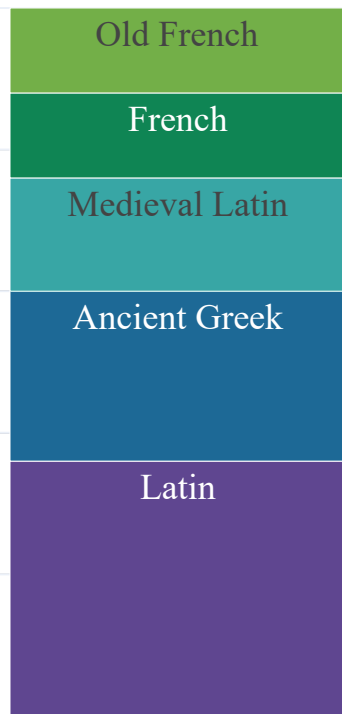 Old French
French
Medieval Latin
Ancient Greek
Latin